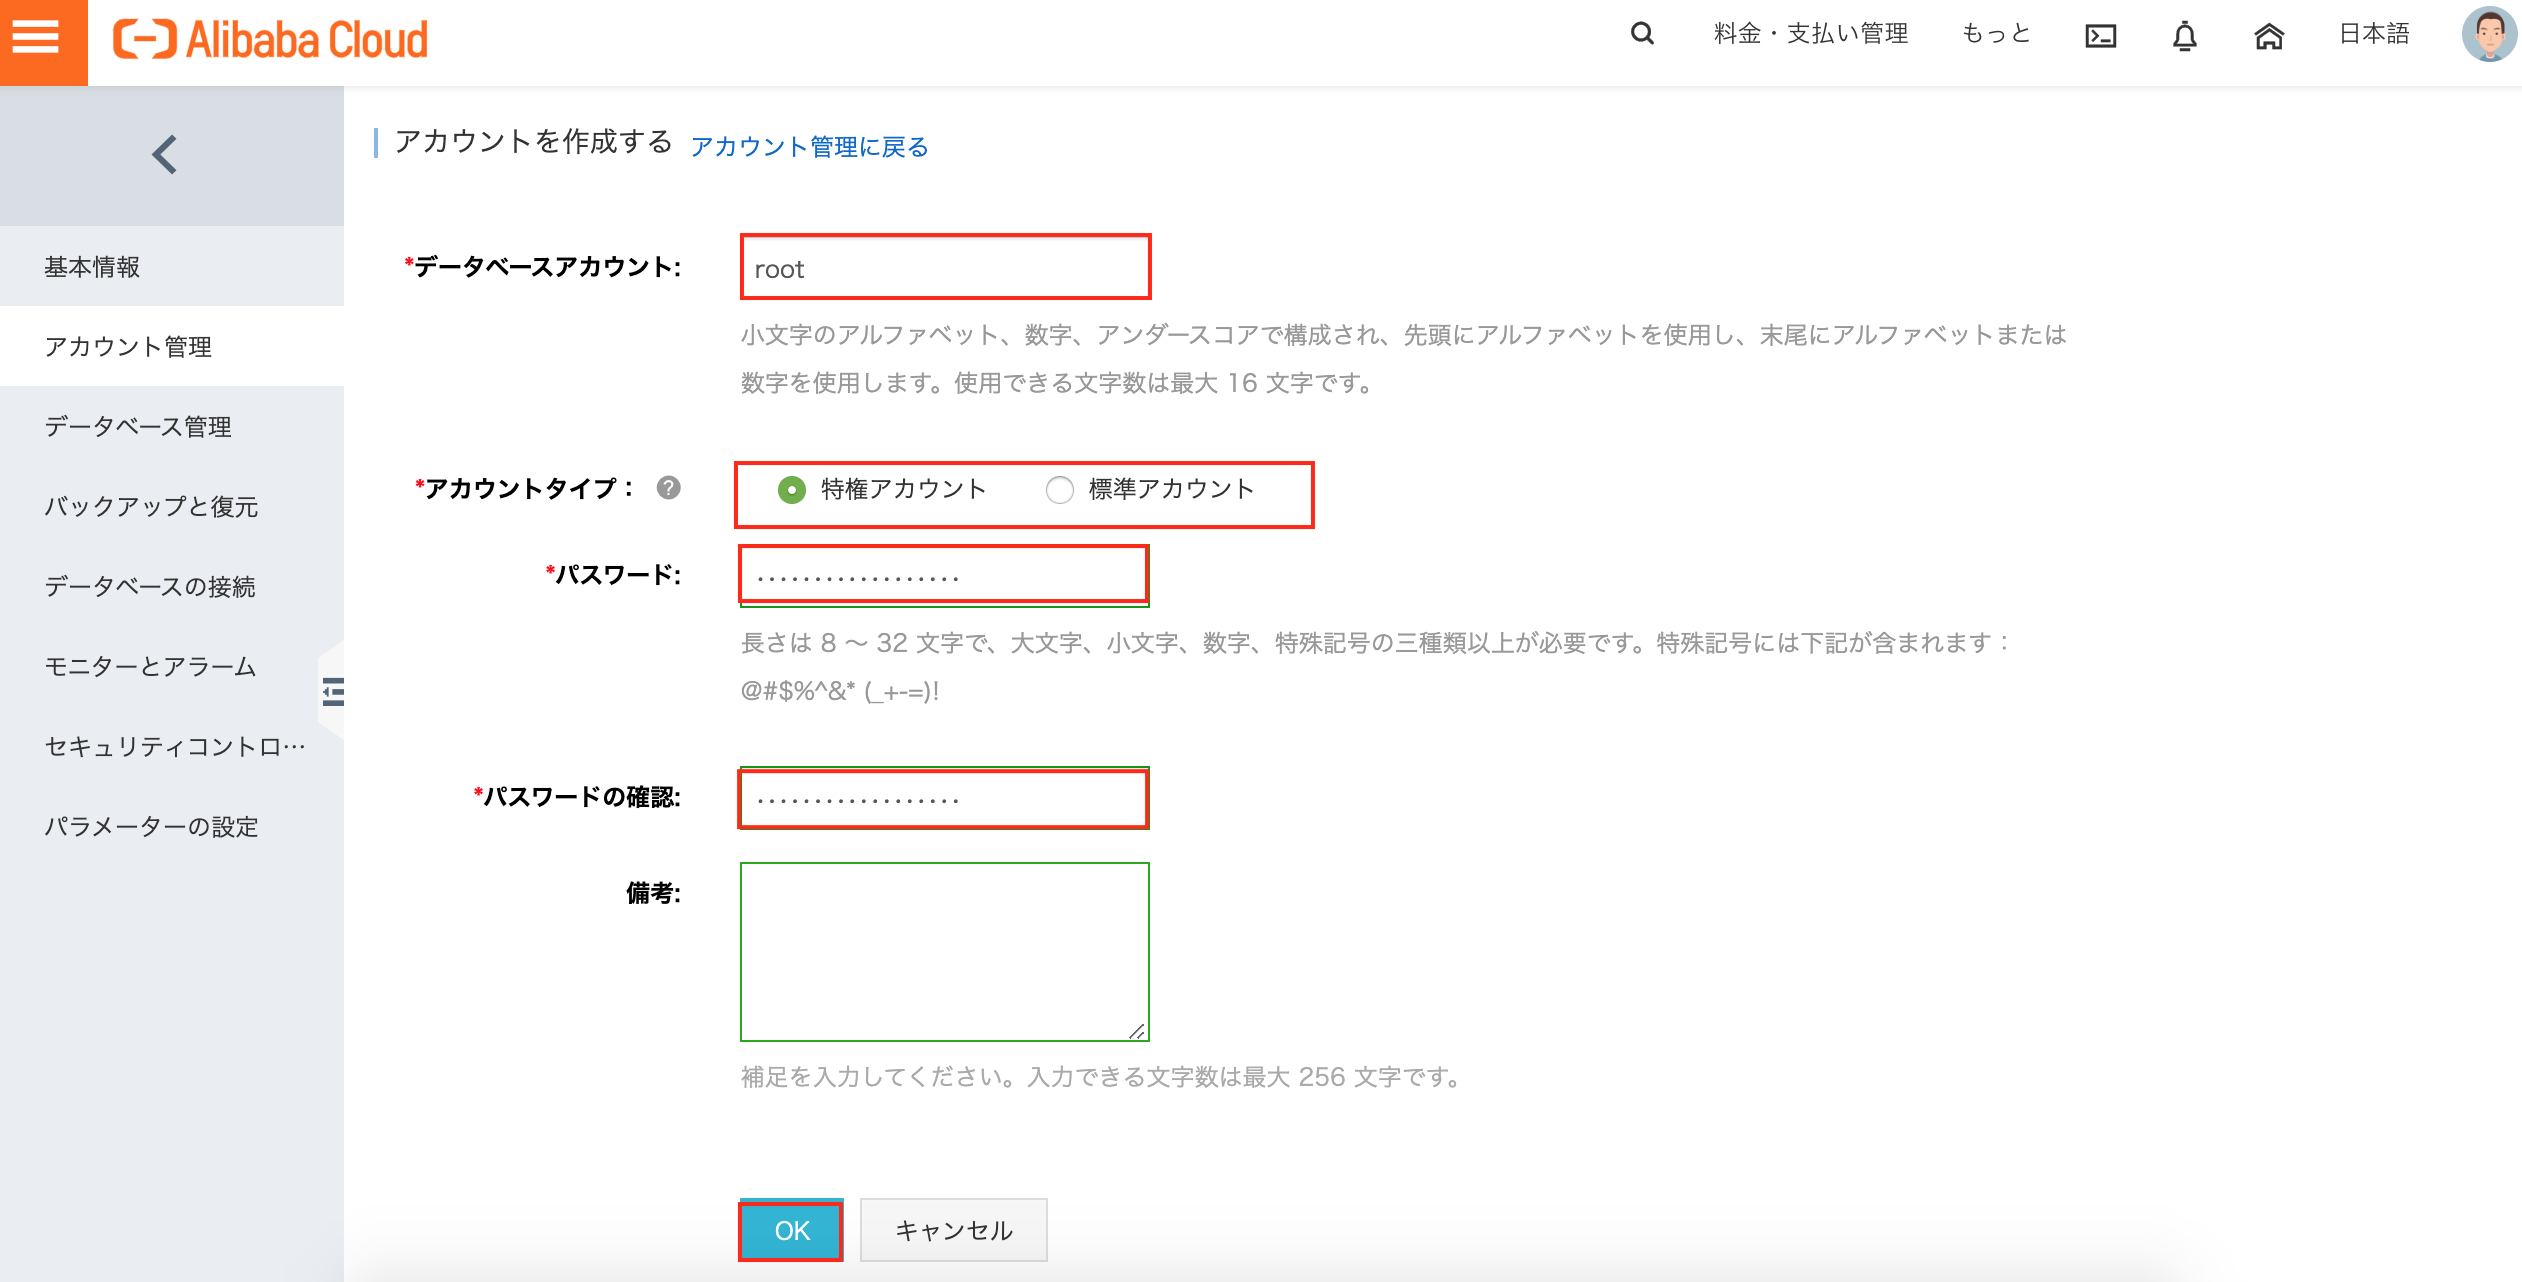 Alibaba Cloud
料金・支払い管理
もっと
日本語
アカウントを作成する アカウント管理に戻る
基本情報
アカウント管理
データベース管理
バックアップと復元
データベースの接続
モニターとアラーム
セキュリティコントロ…
パラメーターの設定
*データベースアカウント:
root
小文字のアルファベット、数字、アンダースコアで構成され、先頭にアルファベットを使用し、末尾にアルファベットまたは
数字を使用します。使用できる文字数は最大 16 文字です。
*アカウントタイプ： ?
特権アカウント 標準アカウント
*パスワード:
··················
長さは 8 ～ 32 文字で、大文字、小文字、数字、特殊記号の三種類以上が必要です。特殊記号には下記が含まれます：
@#$%^&* (_+-=)!
*パスワードの確認:
··················
備考:
補足を入力してください。入力できる文字数は最大 256 文字です。
OK キャンセル